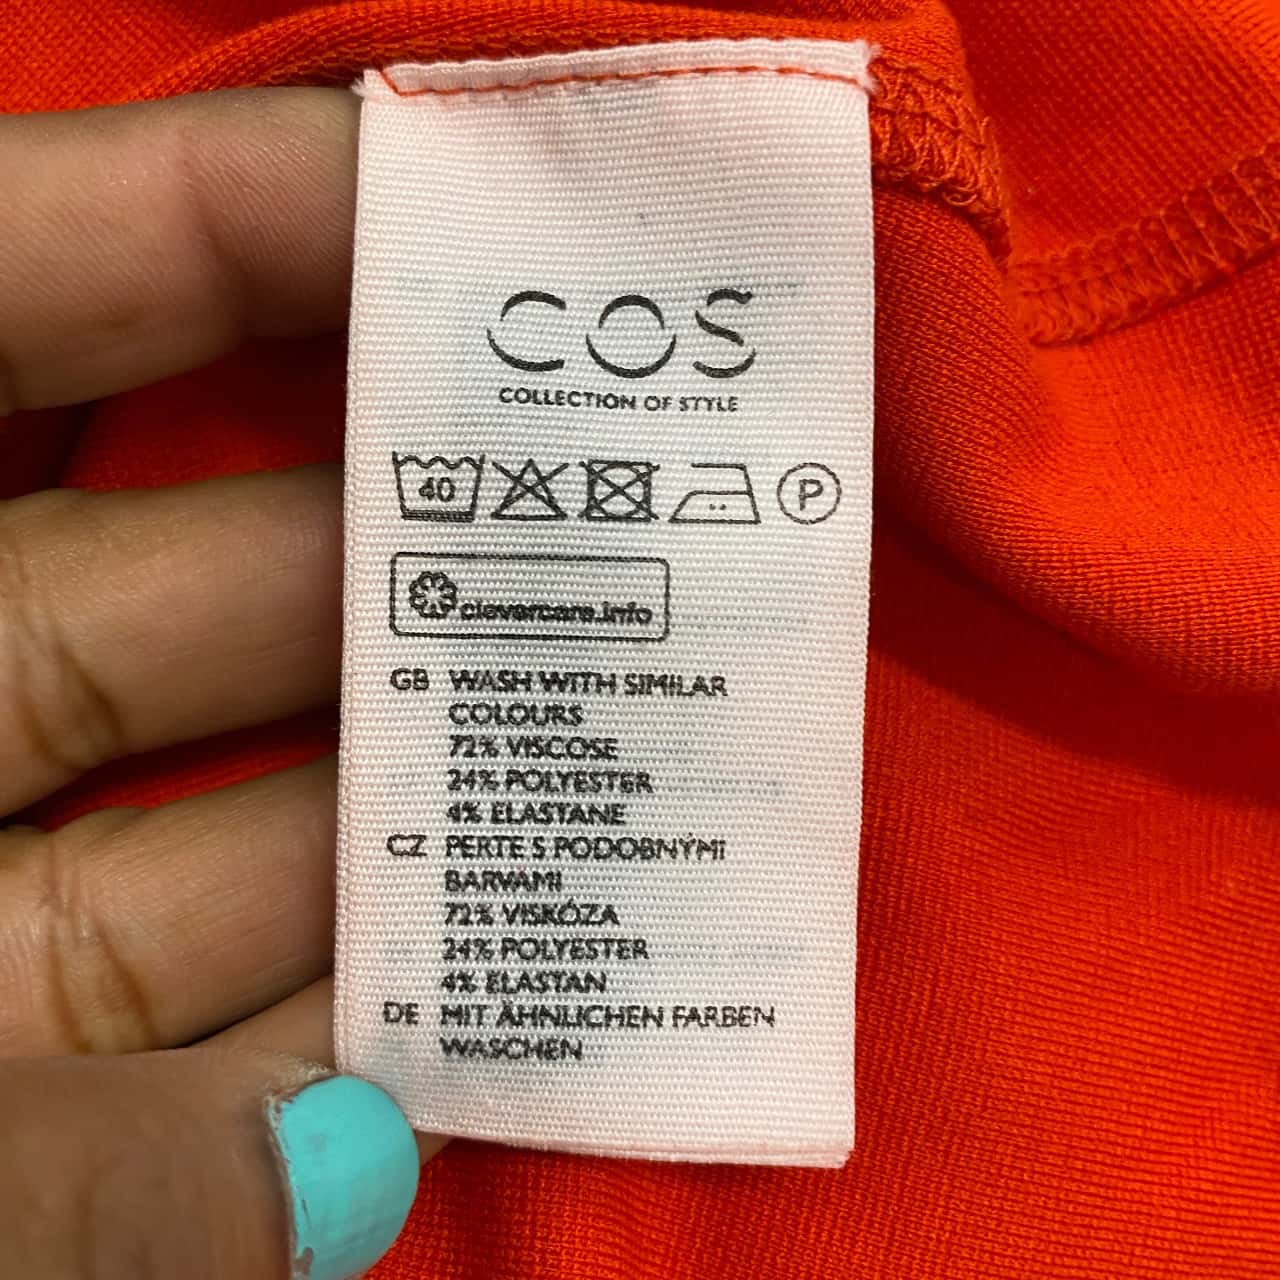 COS
COLLECTION OF STYLE
40 P
clevercare.info
GB WASH WITH SIMILAR
COLOURS
72% VISCOSE
24% POLYESTER
4% ELASTANE
CZ PERTE S PODOBNÝMI
BARVAMI
72% VISKÓZA
24% POLYESTER
4% ELASTAN
DE MIT ÄHNLICHEN FARBEN
WASCHEN